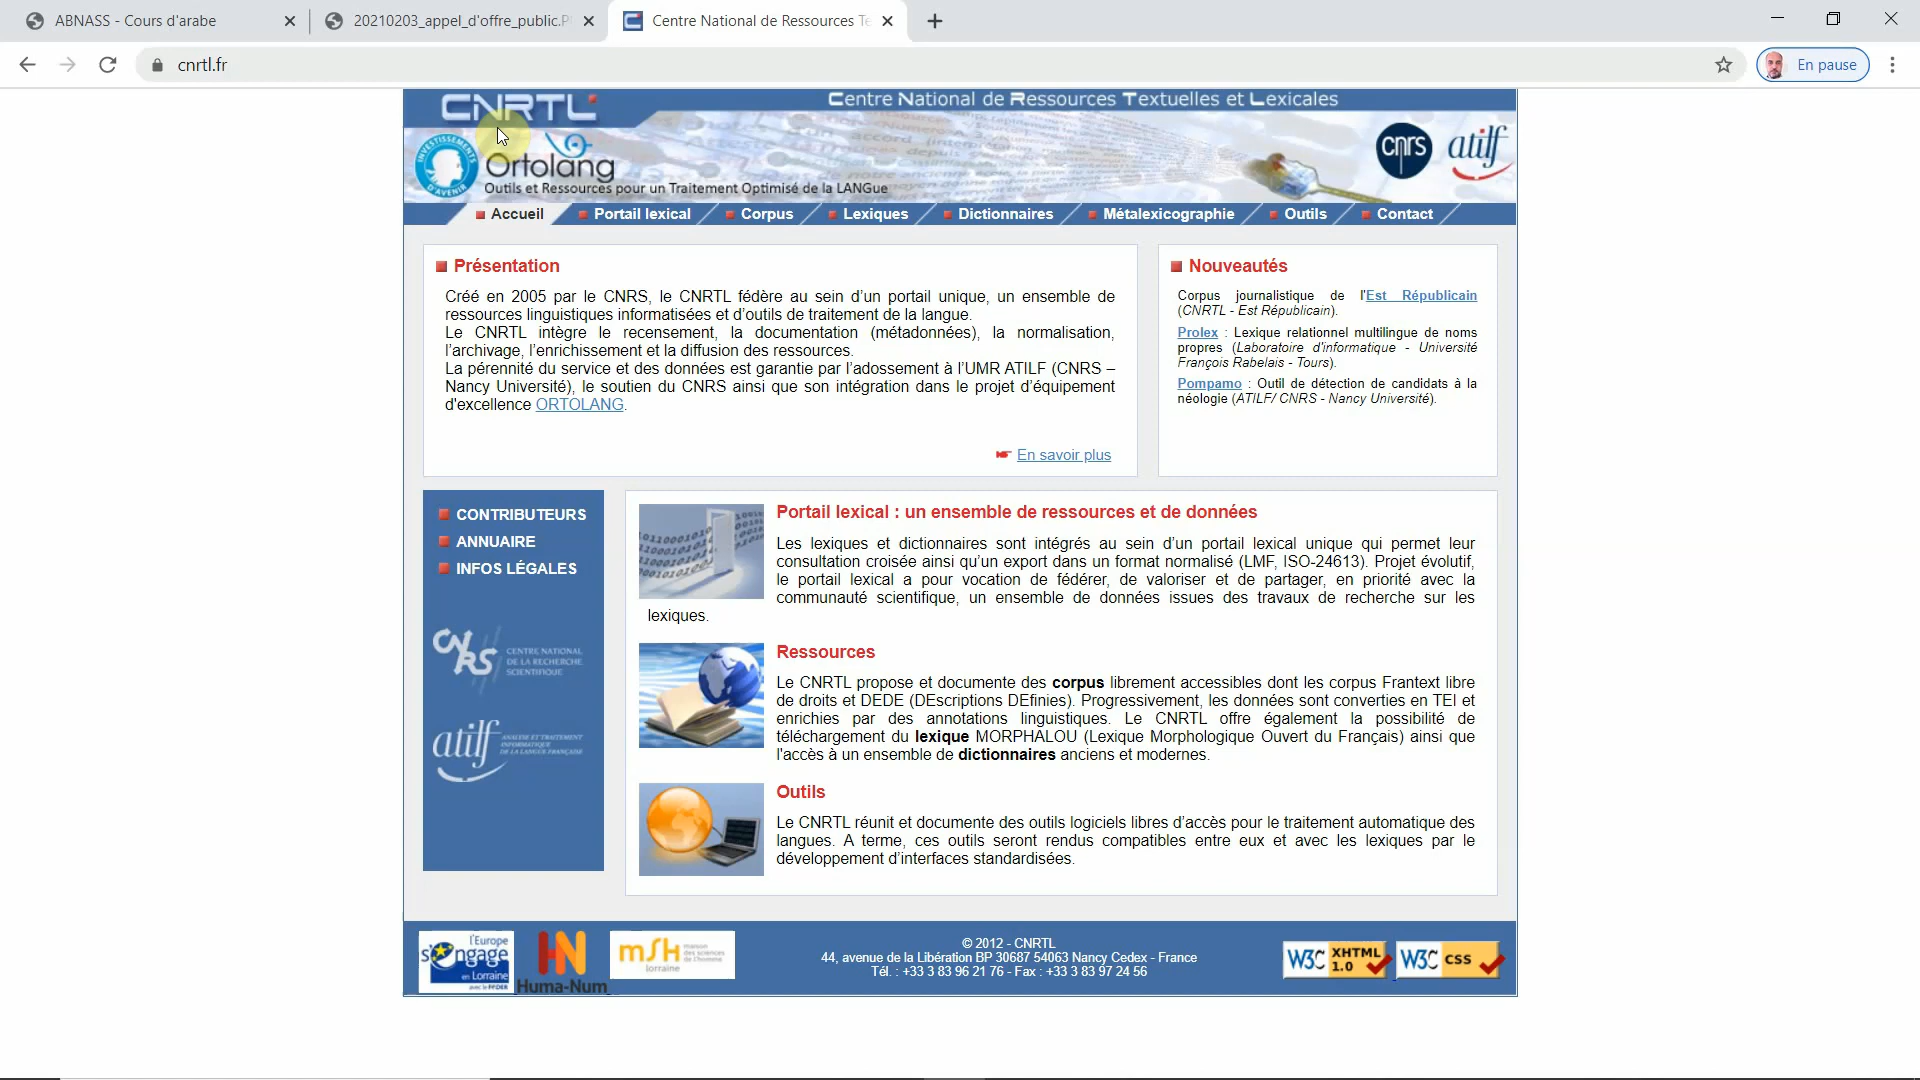 ABNASS - Cours d'arabe
20210203_appel_d'offre_public.P
Centre National de Ressources Te
cnrtl.fr
En pause
CNRTL
Centre National de Ressources Textuelles et Lexicales
INVESTISSEMENTS D'AVENIR
Ortolang
Outils et Ressources pour un Traitement Optimisé de la LANGue
cnrs
atilf
Accueil
Portail lexical
Corpus
Lexiques
Dictionnaires
Métalexicographie
Outils
Contact
Présentation
Créé en 2005 par le CNRS, le CNRTL fédère au sein d'un portail unique, un ensemble de
ressources linguistiques informatisées et d'outils de traitement de la langue.
Le CNRTL intègre le recensement, la documentation (métadonnées), la normalisation,
l'archivage, l'enrichissement et la diffusion des ressources.
La pérennité du service et des données est garantie par l'adossement à l'UMR ATILF (CNRS –
Nancy Université), le soutien du CNRS ainsi que son intégration dans le projet d'équipement
d'excellence ORTOLANG.
En savoir plus
Nouveautés
Corpus journalistique de l'Est Républicain
(CNRTL - Est Républicain).
Prolex : Lexique relationnel multilingue de noms
propres (Laboratoire d'informatique - Université
François Rabelais - Tours).
Pompamo : Outil de détection de candidats à la
néologie (ATILF/ CNRS - Nancy Université).
CONTRIBUTEURS
ANNUAIRE
INFOS LÉGALES
CNRS
CENTRE NATIONAL
DE LA RECHERCHE
SCIENTIFIQUE
atilf
ANALYSE ET TRAITEMENT
INFORMATIQUE
DE LA LANGUE FRANÇAISE
Portail lexical : un ensemble de ressources et de données
Les lexiques et dictionnaires sont intégrés au sein d'un portail lexical unique qui permet leur
consultation croisée ainsi qu'un export dans un format normalisé (LMF, ISO-24613). Projet évolutif,
le portail lexical a pour vocation de fédérer, de valoriser et de partager, en priorité avec la
communauté scientifique, un ensemble de données issues des travaux de recherche sur les
lexiques.
Ressources
Le CNRTL propose et documente des corpus librement accessibles dont les corpus Frantext libre
de droits et DEDE (DEscriptions DEfinies). Progressivement, les données sont converties en TEI et
enrichies par des annotations linguistiques. Le CNRTL offre également la possibilité de
téléchargement du lexique MORPHALOU (Lexique Morphologique Ouvert du Français) ainsi que
l'accès à un ensemble de dictionnaires anciens et modernes.
Outils
Le CNRTL réunit et documente des outils logiciels libres d'accès pour le traitement automatique des
langues. A terme, ces outils seront rendus compatibles entre eux et avec les lexiques par le
développement d'interfaces standardisées.
l'Europe
s'engage
en Lorraine
avec le FEDER
Huma-Num
mSH
maison
des sciences
de l'homme
lorraine
© 2012 - CNRTL
44, avenue de la Libération BP 30687 54063 Nancy Cedex - France
Tél. : +33 3 83 96 21 76 - Fax : +33 3 83 97 24 56
W3C XHTML 1.0
W3C CSS